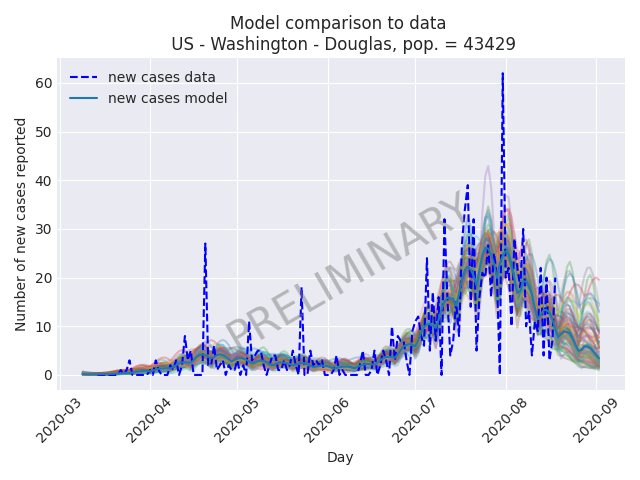 Model comparison to data
US - Washington - Douglas, pop. = 43429
new cases data
new cases model
Number of new cases reported
60
50
40
30
20
10
0
PRELIMINARY
2020-03
2020-04
2020-05
2020-06
2020-07
2020-08
2020-09
Day